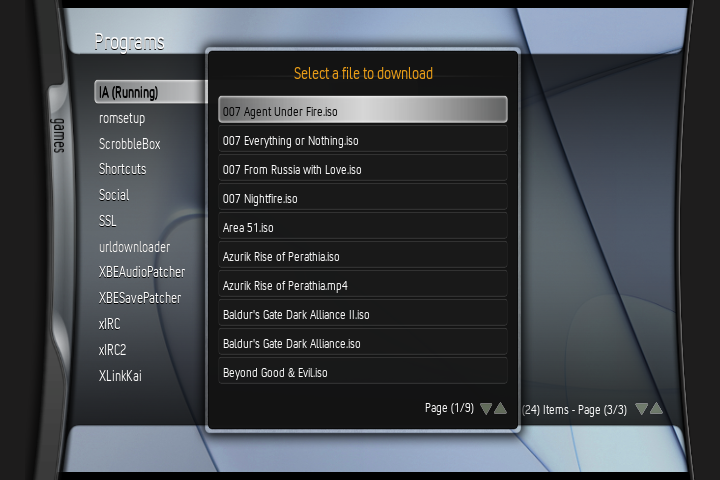 Programs
games
IA (Running)
romsetup
ScrobbleBox
Shortcuts
Social
SSL
urldownloader
XBEAudioPatcher
XBESavePatcher
xIRC
xIRC2
XLinkKai
Select a file to download
007 Agent Under Fire.iso
007 Everything or Nothing.iso
007 From Russia with Love.iso
007 Nightfire.iso
Area 51.iso
Azurik Rise of Perathia.iso
Azurik Rise of Perathia.mp4
Baldur's Gate Dark Alliance II.iso
Baldur's Gate Dark Alliance.iso
Beyond Good & Evil.iso
Page (1/9)
(24) Items - Page (3/3)